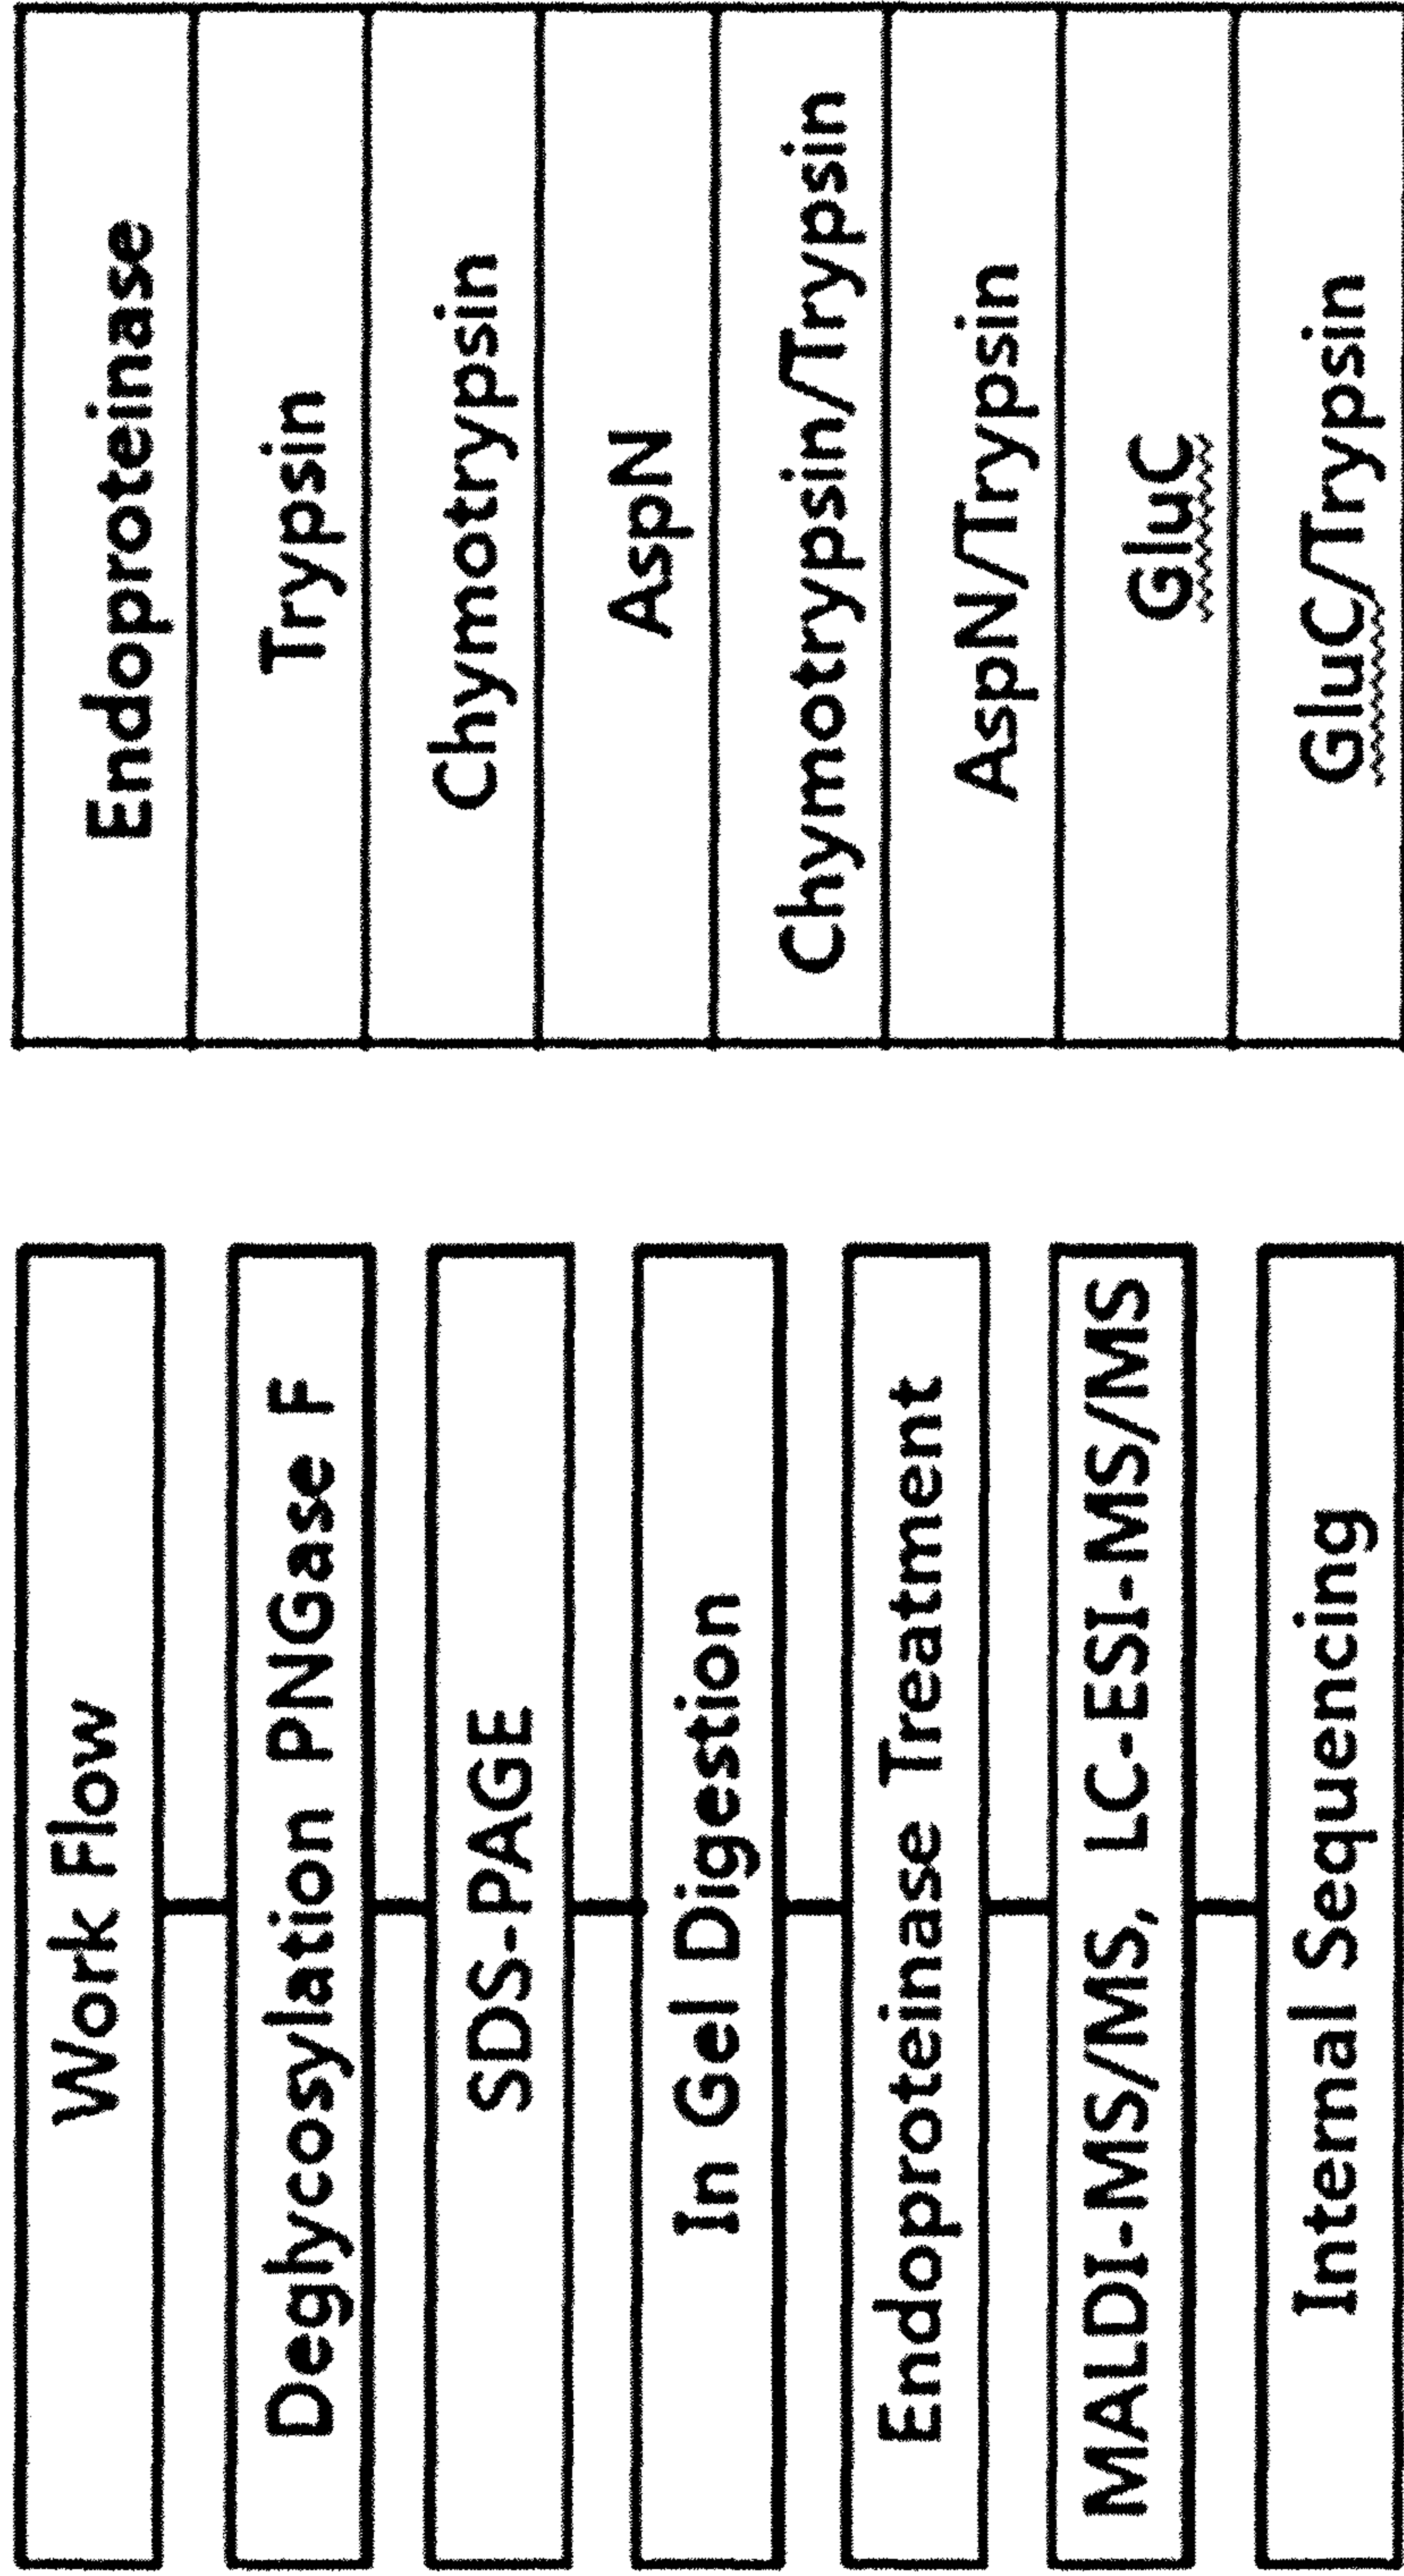 Work Flow
Deglycosylation PNGase F
SDS-PAGE
In Gel Digestion
Endoproteinase Treatment
MALDI-MS/MS, LC-ESI-MS/MS
Internal Sequencing
Endoproteinase
Trypsin
Chymotrypsin
AspN
Chymotrypsin/Trypsin
AspN/Trypsin
GluC
GluC/Trypsin